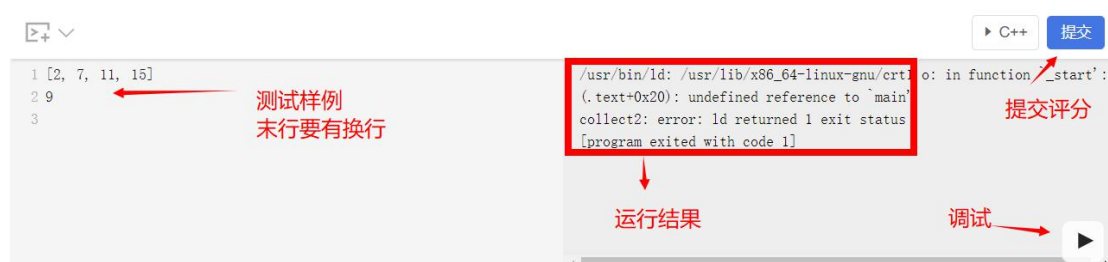 C++ 提交
1 [2, 7, 11, 15]
2 9
3
测试样例
末行要有换行
/usr/bin/ld: /usr/lib/x86_64-linux-gnu/crt1 o: in function `_start':
(.text+0x20): undefined reference to `main'
collect2: error: ld returned 1 exit status
[program exited with code 1]
提交评分
运行结果
调试